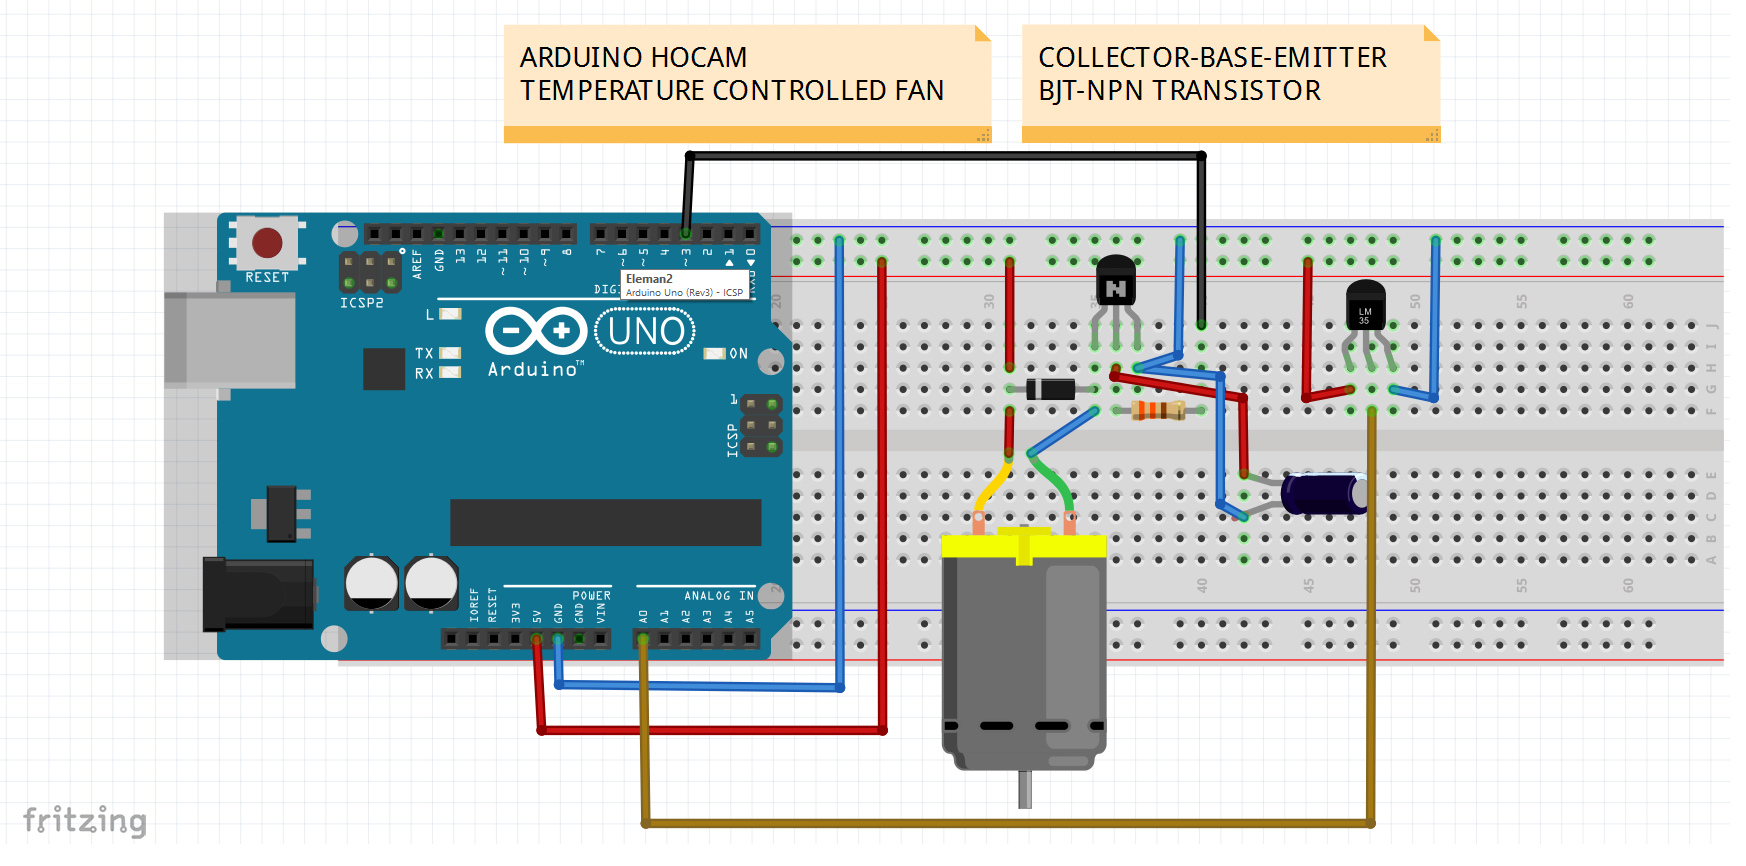 ARDUINO HOCAM
TEMPERATURE CONTROLLED FAN
COLLECTOR-BASE-EMITTER
BJT-NPN TRANSISTOR
RESET
ICSP2
AREF
GND
13
12
~11
~10
~9
8
7
~6
~5
4
~3
2
1
0
Eleman2
Arduino Uno (Rev3) - ICSP
L
TX
RX
UNO
Arduino™
ON
1
ICSP
N
LM
35
20
30
50
55
60
J
I
H
G
F
E
D
C
B
A
40
45
50
55
60
IOREF
RESET
3V3
5V
GND
GND
VIN
POWER
A0
A1
A2
A3
A4
A5
ANALOG IN
fritzing